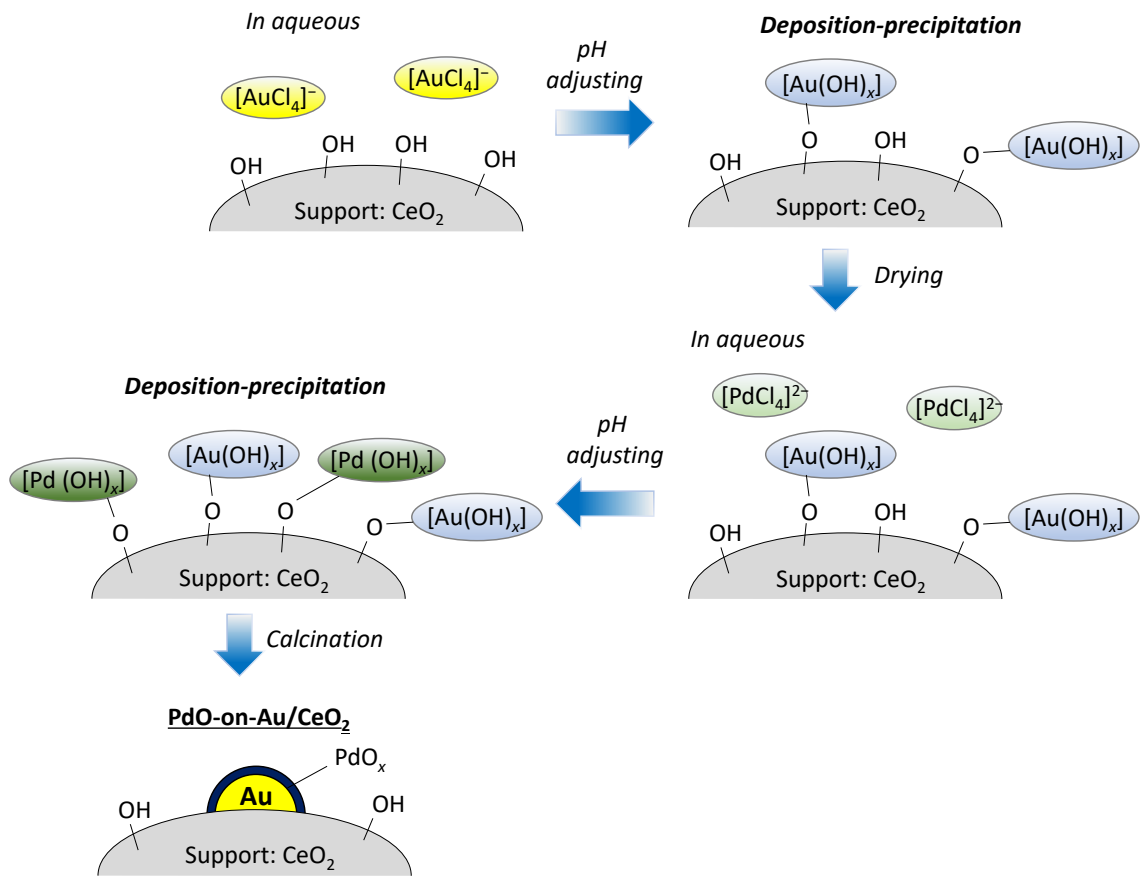 In aqueous
[AuCl₄]⁻
[AuCl₄]⁻
OH
OH
OH
OH
Support: CeO₂
pH
adjusting
Deposition-precipitation
[Au(OH)ₓ]
O
OH
OH
O
[Au(OH)ₓ]
Support: CeO₂
Drying
In aqueous
[PdCl₄]²⁻
[PdCl₄]²⁻
[Au(OH)ₓ]
O
OH
OH
O
[Au(OH)ₓ]
Support: CeO₂
pH
adjusting
Deposition-precipitation
[Pd (OH)ₓ]
[Au(OH)ₓ]
[Pd (OH)ₓ]
[Au(OH)ₓ]
O
O
O
O
Support: CeO₂
Calcination
PdO-on-Au/CeO₂
PdOₓ
Au
OH
OH
Support: CeO₂